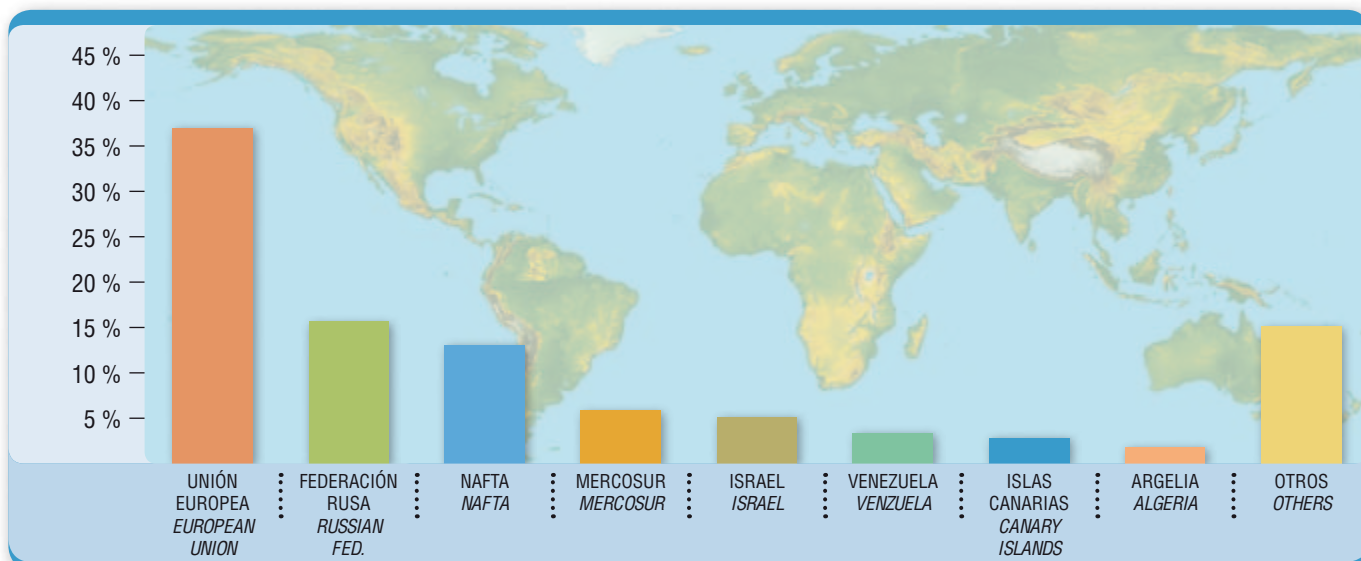 45 %
40 %
35 %
30 %
25 %
20 %
15 %
10 %
5 %
UNIÓN
EUROPEA
EUROPEAN
UNION
FEDERACIÓN
RUSA
RUSSIAN
FED.
NAFTA
NAFTA
MERCOSUR
MERCOSUR
ISRAEL
ISRAEL
VENEZUELA
VENZUELA
ISLAS
CANARIAS
CANARY
ISLANDS
ARGELIA
ALGERIA
OTROS
OTHERS